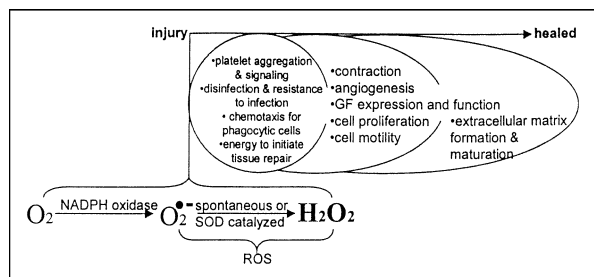 injury
healed
•platelet aggregation
& signaling
•disinfection & resistance
to infection
• chemotaxis for
phagocytic cells
•energy to initiate
tissue repair
•contraction
•angiogenesis
•GF expression and function
•cell proliferation
•cell motility
•extracellular matrix
formation &
maturation
O2 NADPH oxidase O2•- spontaneous or H2O2
SOD catalyzed
ROS